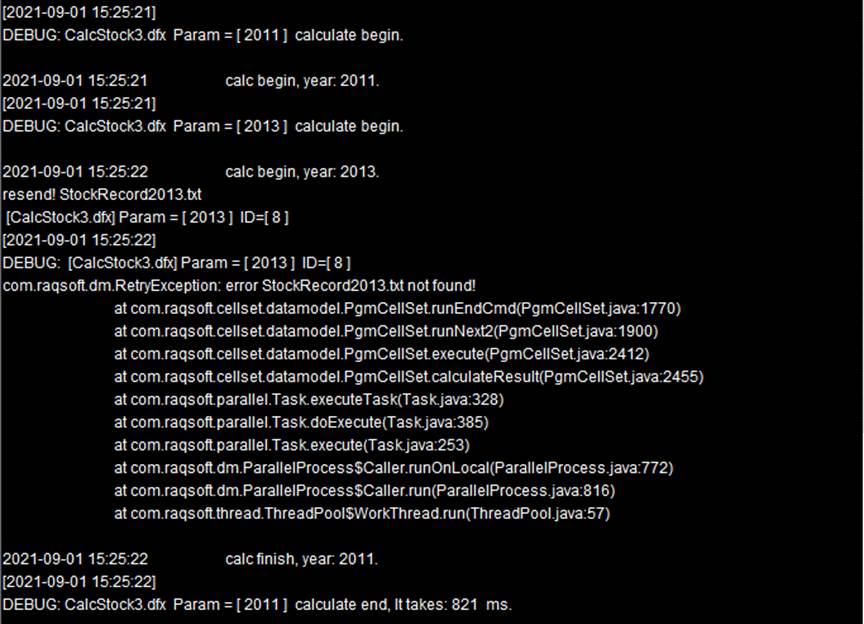 [2021-09-01 15:25:21]
DEBUG: CalcStock3.dfx Param = [ 2011 ] calculate begin.
2021-09-01 15:25:21 calc begin, year: 2011.
[2021-09-01 15:25:21]
DEBUG: CalcStock3.dfx Param = [ 2013 ] calculate begin.
2021-09-01 15:25:22 calc begin, year: 2013.
resend! StockRecord2013.txt
[CalcStock3.dfx] Param = [ 2013 ] ID=[ 8 ]
[2021-09-01 15:25:22]
DEBUG: [CalcStock3.dfx] Param = [ 2013 ] ID=[ 8 ]
com.raqsoft.dm.RetryException: error StockRecord2013.txt not found!
at com.raqsoft.cellset.datamodel.PgmCellSet.runEndCmd(PgmCellSet.java:1770)
at com.raqsoft.cellset.datamodel.PgmCellSet.runNext2(PgmCellSet.java:1900)
at com.raqsoft.cellset.datamodel.PgmCellSet.execute(PgmCellSet.java:2412)
at com.raqsoft.cellset.datamodel.PgmCellSet.calculateResult(PgmCellSet.java:2455)
at com.raqsoft.parallel.Task.executeTask(Task.java:328)
at com.raqsoft.parallel.Task.doExecute(Task.java:385)
at com.raqsoft.parallel.Task.execute(Task.java:253)
at com.raqsoft.dm.ParallelProcess$Caller.runOnLocal(ParallelProcess.java:772)
at com.raqsoft.dm.ParallelProcess$Caller.run(ParallelProcess.java:816)
at com.raqsoft.thread.ThreadPool$WorkThread.run(ThreadPool.java:57)
2021-09-01 15:25:22 calc finish, year: 2011.
[2021-09-01 15:25:22]
DEBUG: CalcStock3.dfx Param = [ 2011 ] calculate end, It takes: 821 ms.